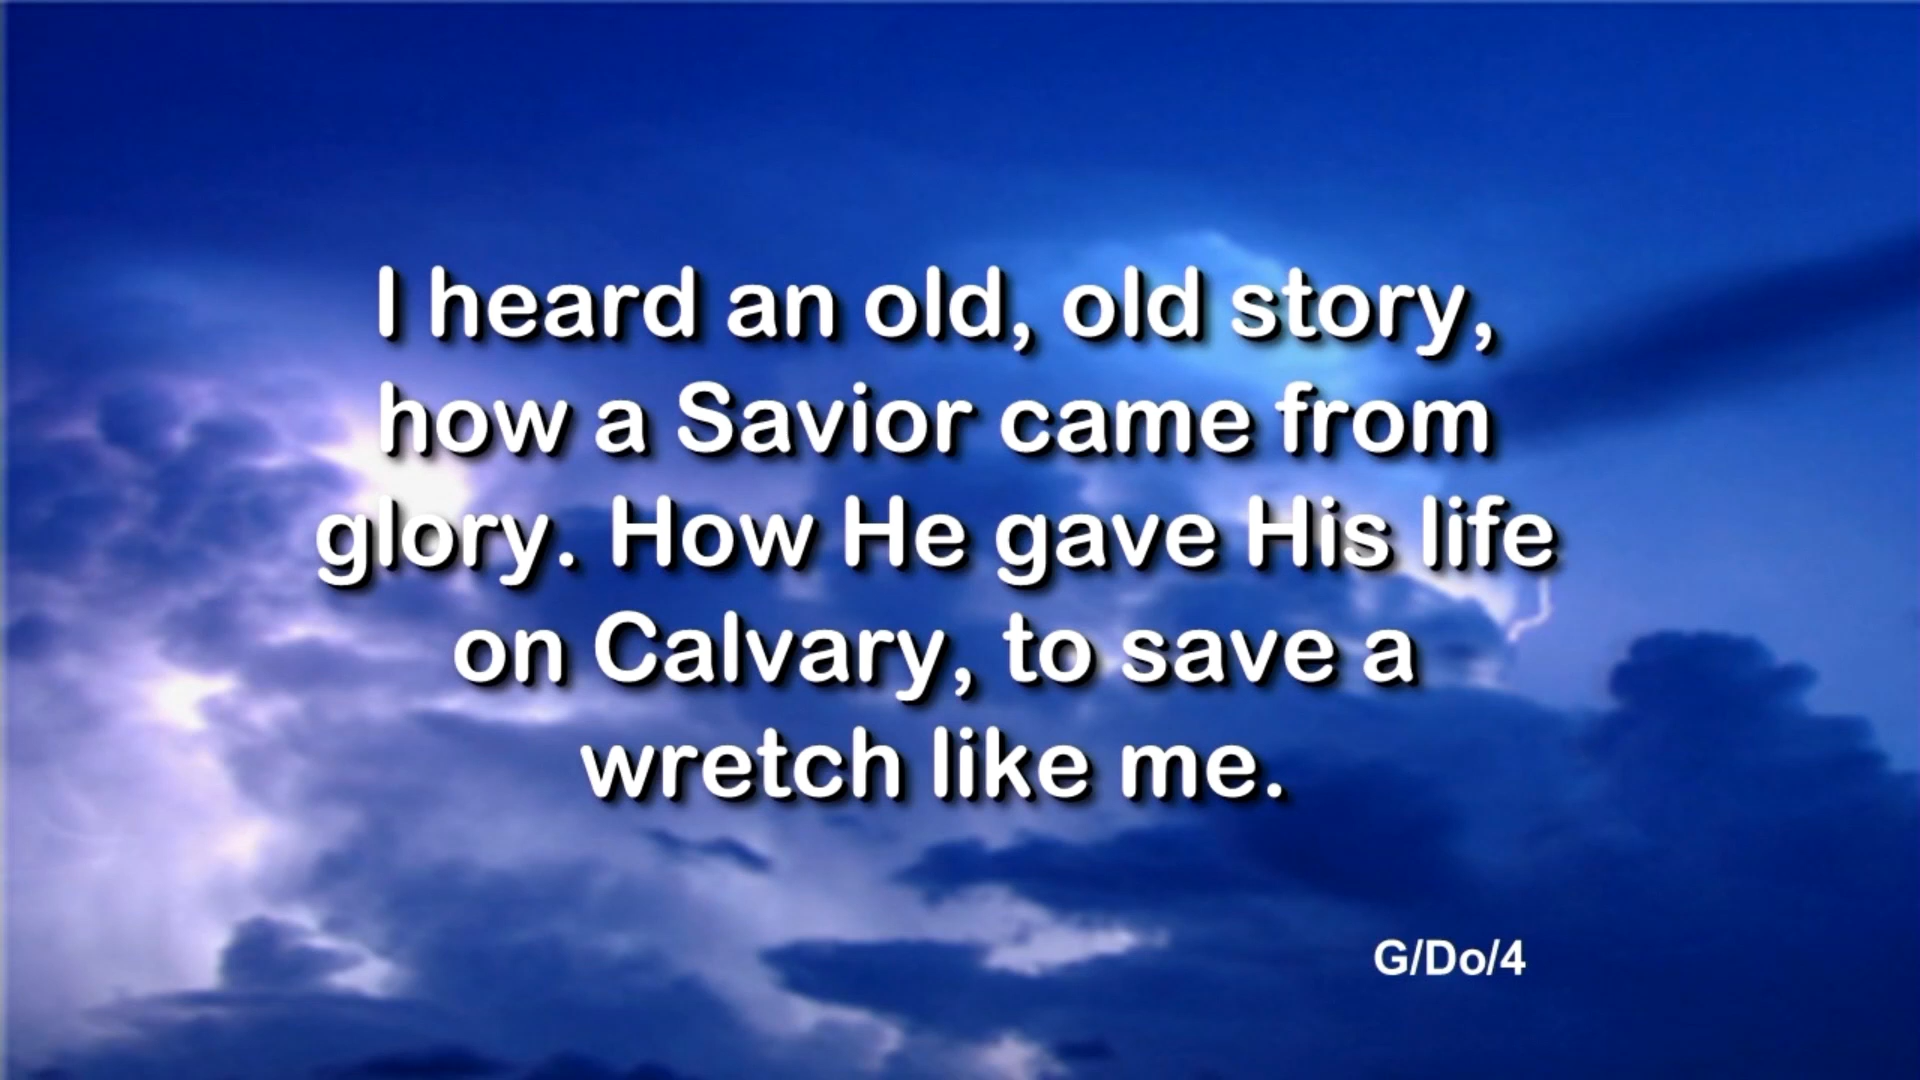 I heard an old, old story,
how a Savior came from
glory. How He gave His life
on Calvary, to save a
wretch like me.
G/Do/4